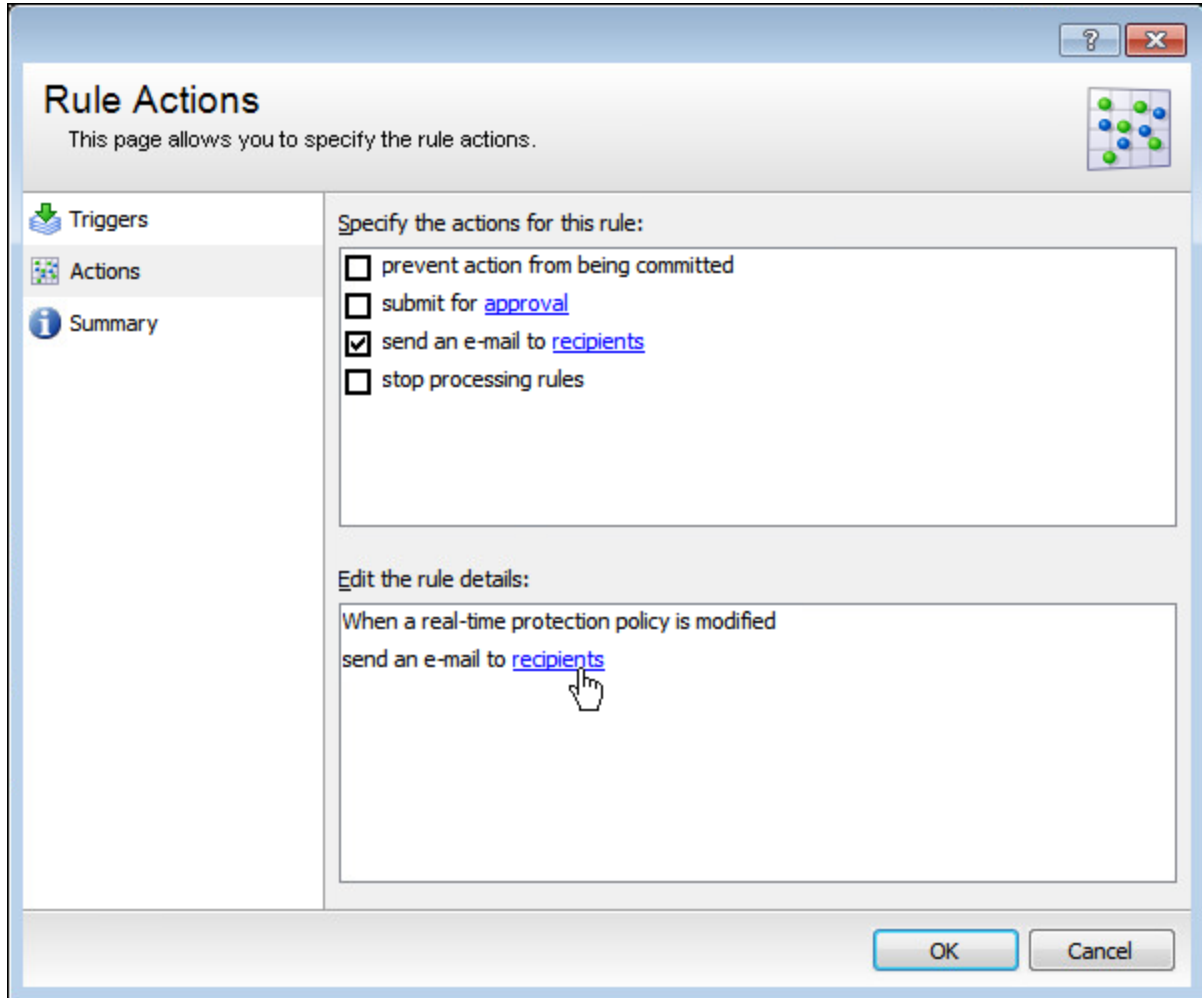 Rule Actions
This page allows you to specify the rule actions.
Triggers
Actions
Summary
Specify the actions for this rule:
prevent action from being committed
submit for approval
send an e-mail to recipients
stop processing rules
Edit the rule details:
When a real-time protection policy is modified
send an e-mail to recipients
OK
Cancel